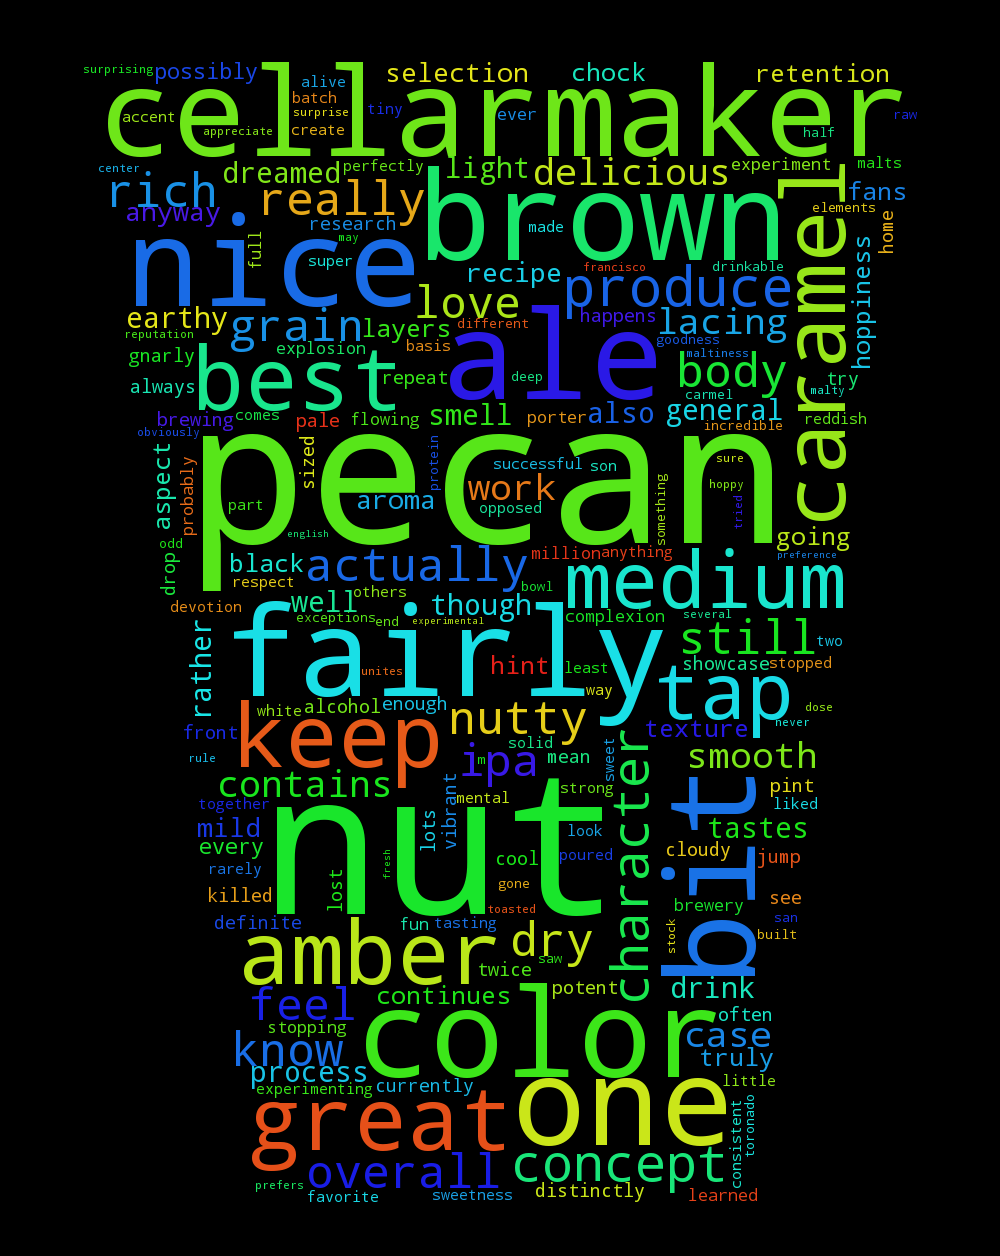 surprising possibly alive selection chock retention
cellarmaker
accent batch surprise tiny ever raw
appreciate create half
center dreamed perfectly light delicious experiment malts
rich really brown caramel fans
anyway research made elements home
nice full may super recipe francisco drinkable hoppiness
love produce
earthy grain layers different happens lacing
reputation explosion basis ale goodness
gnarly best repeat deep body maltiness try
always carmel malty
brewing comes pale flowing smell porter also general reddish
obviously incredible
pecan
aspect probably sized protein successful son sure
part aroma work hoppy
opposed something tried
odd english going
drop black actually million anything preference
respect bowl medium
devotion well others though complexion several
exceptions end experimental
rather fairly still two
unites hint least showcase stopped
way tap
white alcohol enough dose
front keep nutty texture never
rule solid
contains ipa m mean sweet character smooth
together vibrant mental strong bit pint
mild lots nut liked
every look tastes
rarely fresh cool poured cloudy jump
killed lost gone see
toasted brewery
definite fun tasting stock san
amber dry built
twice saw
feel continues potent drink
stopping color often
know case
process currently truly
experimenting little
great one consistent toronado
overall concept
prefers favorite sweetness distinctly learned